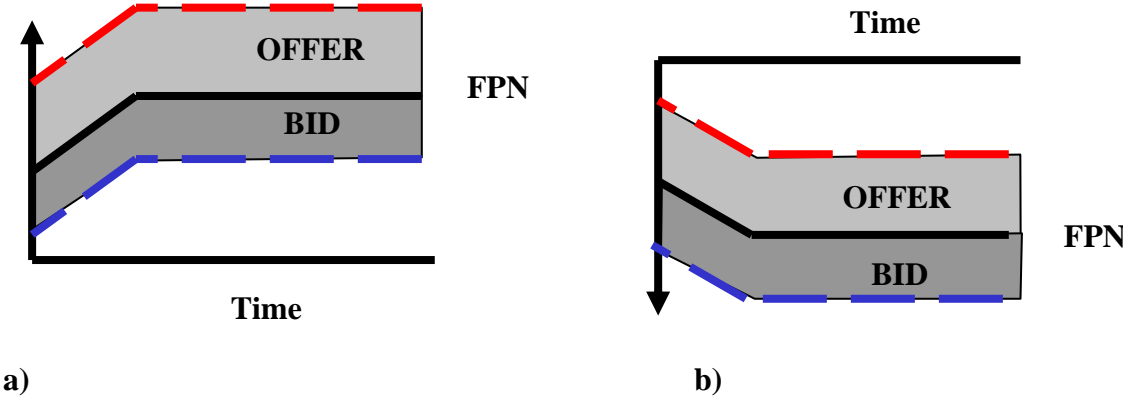 OFFER
FPN
BID
Time
a)
Time
OFFER
FPN
BID
b)